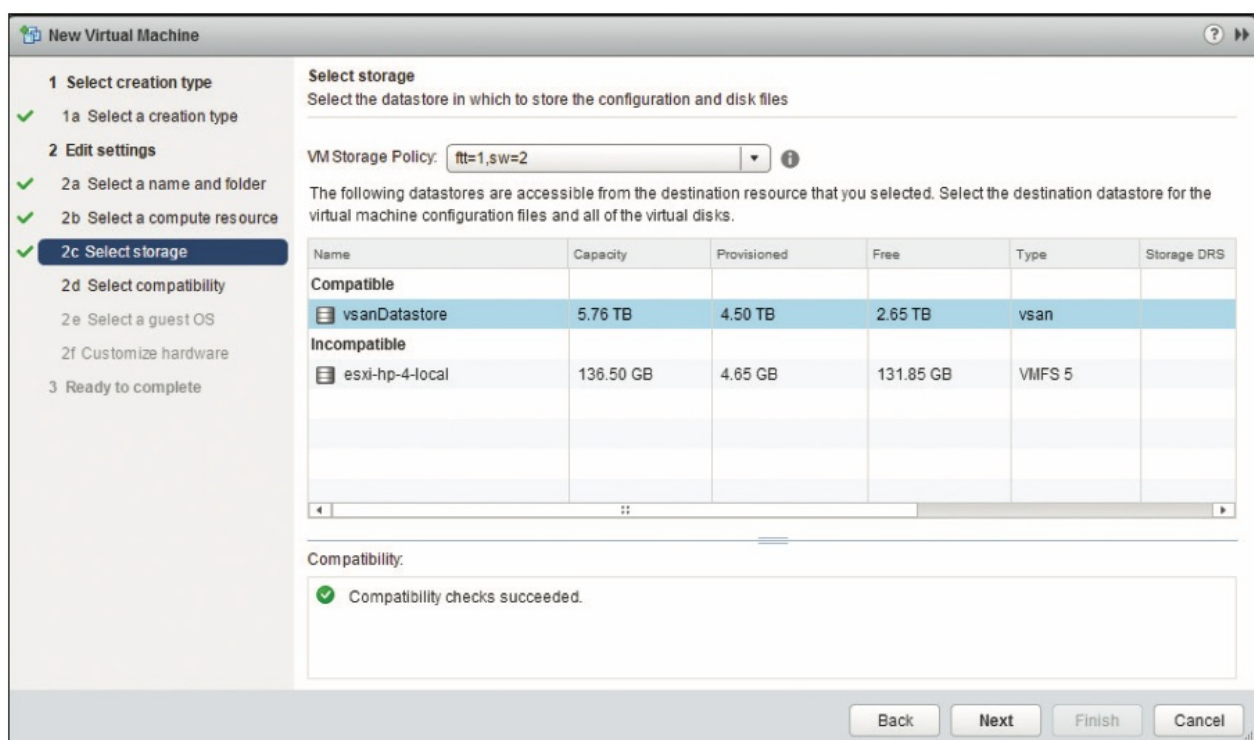 New Virtual Machine
1 Select creation type
1a Select a creation type
2 Edit settings
2a Select a name and folder
2b Select a compute resource
2c Select storage
2d Select compatibility
2e Select a guest OS
2f Customize hardware
3 Ready to complete
Select storage
Select the datastore in which to store the configuration and disk files
VM Storage Policy: ftt=1,sw=2
The following datastores are accessible from the destination resource that you selected. Select the destination datastore for the
virtual machine configuration files and all of the virtual disks.
Name Capacity Provisioned Free Type Storage DRS
Compatible
vsanDatastore 5.76 TB 4.50 TB 2.65 TB vsan
Incompatible
esxi-hp-4-local 136.50 GB 4.65 GB 131.85 GB VMFS 5
Compatibility:
Compatibility checks succeeded.
Back Next Finish Cancel